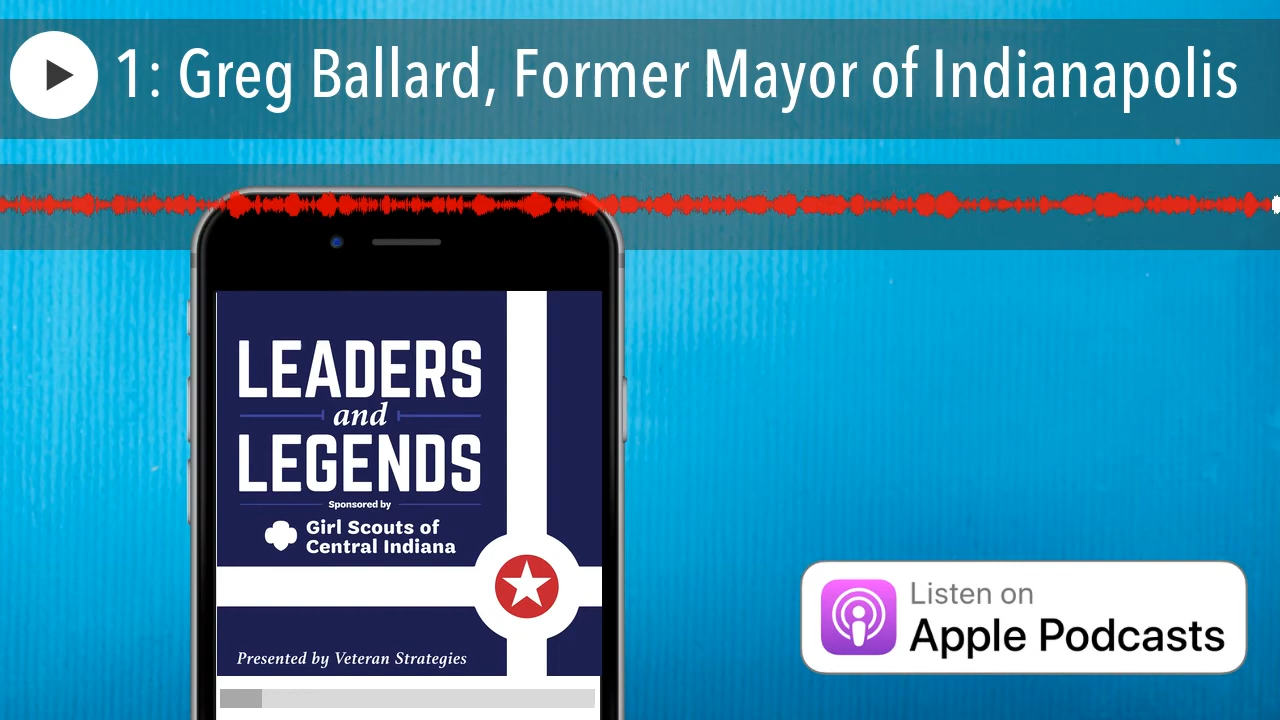 1: Greg Ballard, Former Mayor of Indianapolis
LEADERS
and
LEGENDS
Sponsored by
Girl Scouts of
Central Indiana
Presented by Veteran Strategies
Listen on
Apple Podcasts